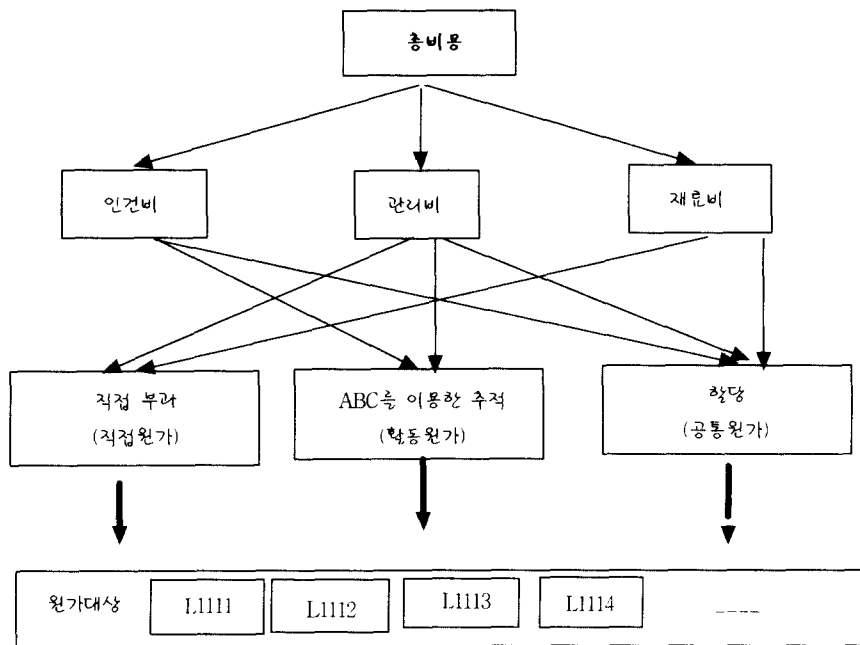 총비용
인건비
관리비
재료비
직접 부과
(직접원가)
ABC를 이용한 추적
(활동원가)
할당
(공통원가)
원가대상
L1111
L1112
L1113
L1114
----